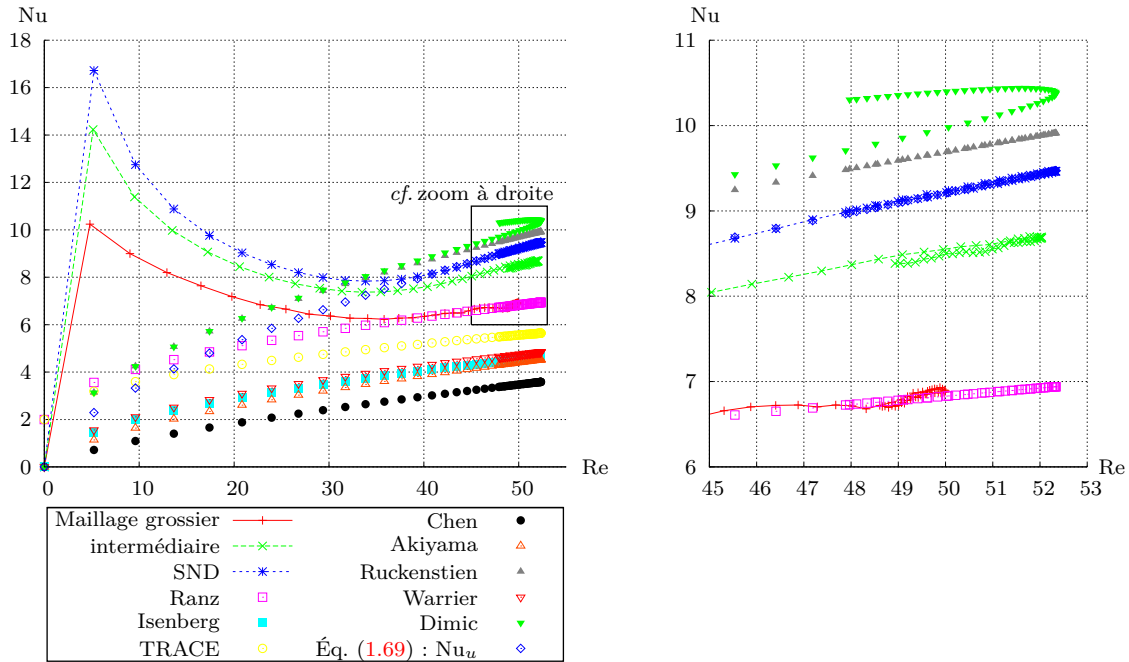 Nu
18
16
14
12
10
8
6
4
2
0
0 10 20 30 40 50
Re
cf. zoom à droite
Nu
11
10
9
8
7
6
45 46 47 48 49 50 51 52 53
Re
Maillage grossier
intermédiaire
SND
Ranz
Isenberg
TRACE
Chen
Akiyama
Ruckenstien
Warrier
Dimic
Éq. (1.69) : Nuu